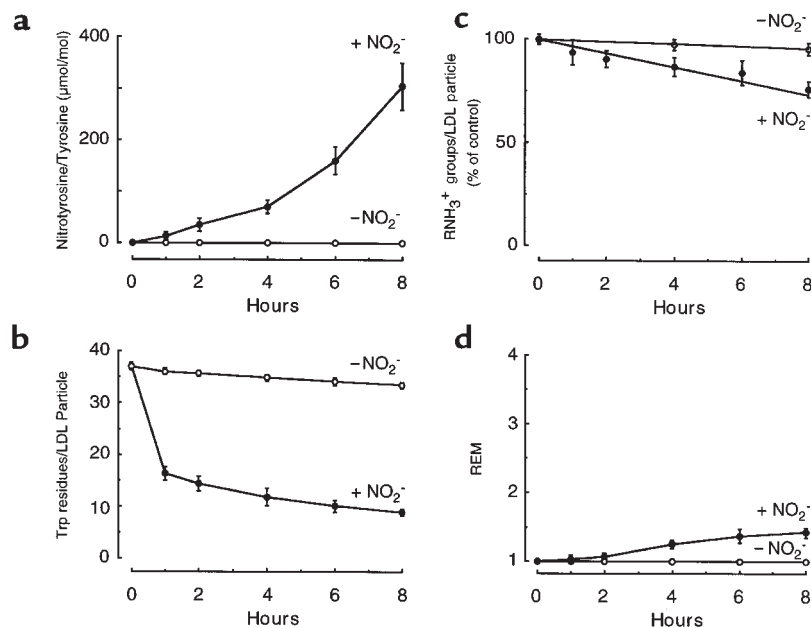 a
Nitrotyrosine/Tyrosine (μmol/mol)
400
200
0
+ NO₂⁻
−NO₂⁻
0 2 4 6 8
Hours
b
Trp residues/LDL Particle
40
30
20
10
0
−NO₂⁻
+ NO₂⁻
0 2 4 6 8
Hours
c
RNH₃⁺ groups/LDL particle
(% of control)
100
50
0
−NO₂⁻
+ NO₂⁻
0 2 4 6 8
Hours
d
REM
4
3
2
1
+ NO₂⁻
−NO₂⁻
0 2 4 6 8
Hours